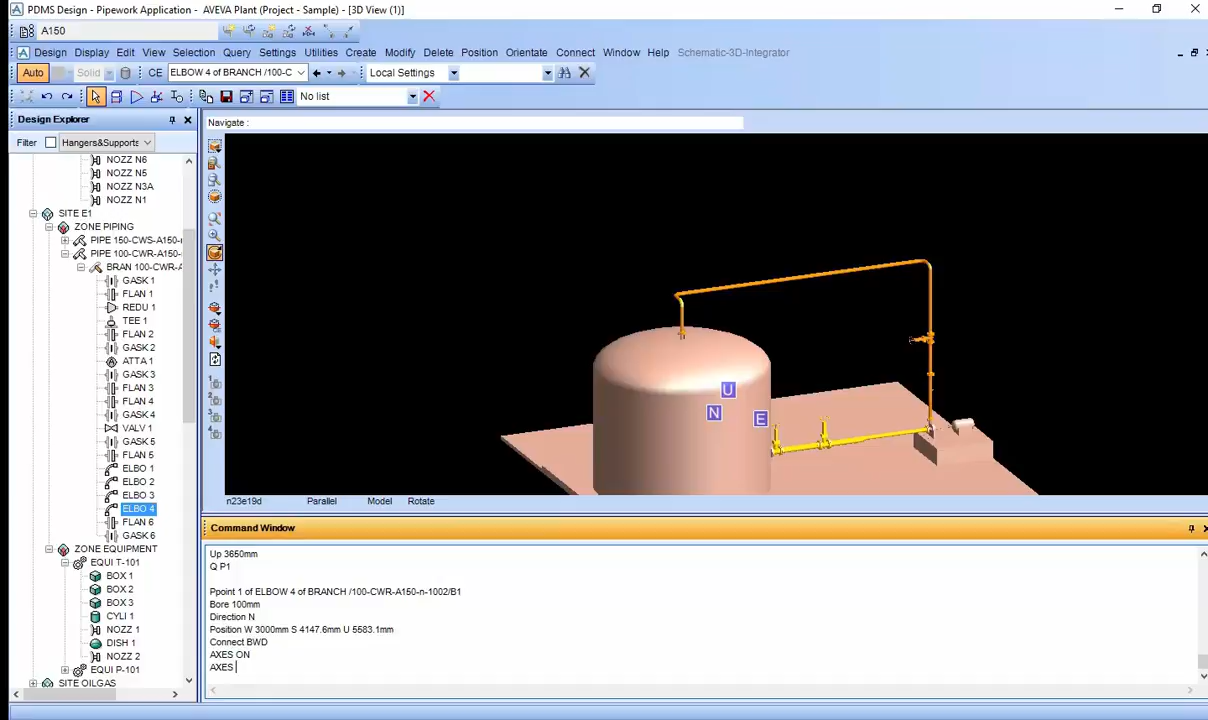 PDMS Design - Pipework Application - AVEVA Plant (Project - Sample) - [3D View (1)]
A150
Design Display Edit View Selection Query Settings Utilities Create Modify Delete Position Orientate Connect Window Help Schematic-3D-Integrator
Auto Solid CE ELBOW 4 of BRANCH /100-C Local Settings
No list
Design Explorer
Navigate :
Filter Hangers&Supports
NOZZ N6
NOZZ N5
NOZZ N3A
NOZZ N1
SITE E1
ZONE PIPING
PIPE 150-CWS-A150-
PIPE 100-CWR-A150-
BRAN 100-CWR-A
GASK 1
FLAN 1
REDU 1
TEE 1
FLAN 2
GASK 2
ATTA 1
GASK 3
FLAN 3
FLAN 4
GASK 4
VALV 1
GASK 5
FLAN 5
ELBO 1
ELBO 2
ELBO 3
ELBO 4
FLAN 6
GASK 6
ZONE EQUIPMENT
EQUI T-101
BOX 1
BOX 2
BOX 3
CYLI 1
NOZZ 1
DISH 1
NOZZ 2
EQUI P-101
SITE OILGAS
1
2
3
4
U
N
E
n23e19d Parallel Model Rotate
Command Window
Up 3650mm
Q P1
Ppoint 1 of ELBOW 4 of BRANCH /100-CWR-A150-n-1002/B1
Bore 100mm
Direction N
Position W 3000mm S 4147.6mm U 5583.1mm
Connect BWD
AXES ON
AXES